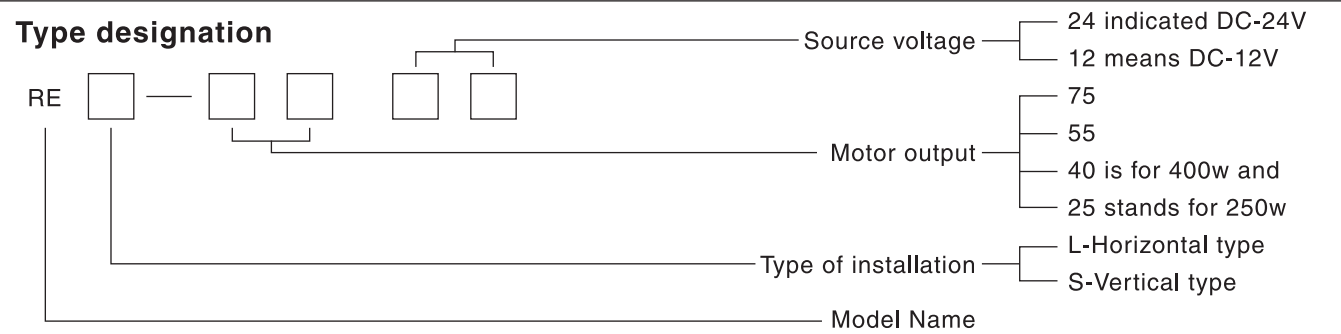 Type designation
RE —
Source voltage
24 indicated DC-24V
12 means DC-12V
Motor output
75
55
40 is for 400w and
25 stands for 250w
Type of installation
L-Horizontal type
S-Vertical type
Model Name